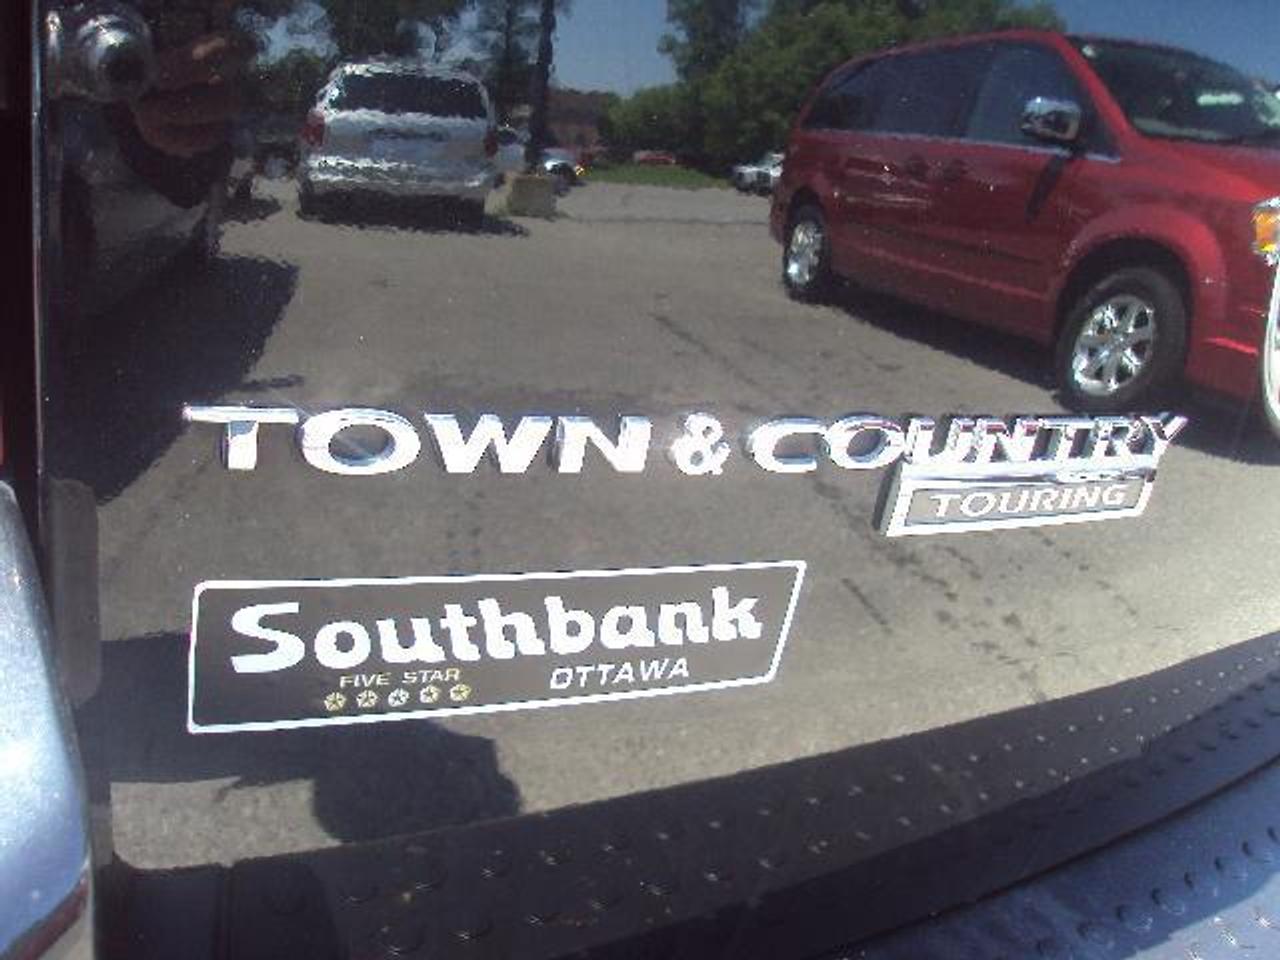 TOWN & COUNTRY
TOURING
Southbank
FIVE STAR OTTAWA